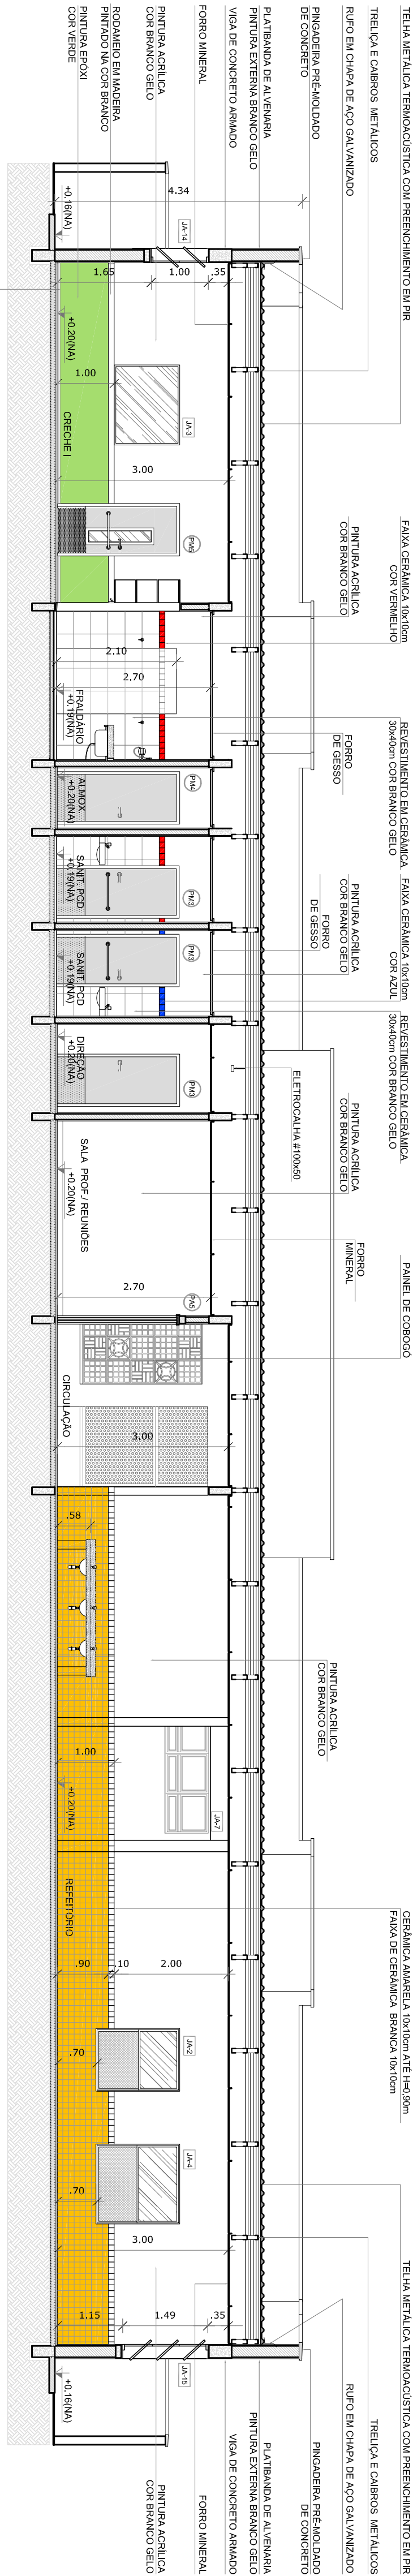 TELHA METÁLICA TERMOACÚSTICA COM PREENCHIMENTO EM PIR
TRELIÇA E CAIBROS METÁLICOS
RUFO EM CHAPA DE AÇO GALVANIZADO
PINGADEIRA PRÉ-MOLDADO
DE CONCRETO
PLATIBANDA DE ALVENARIA
PINTURA EXTERNA BRANCO GELO
VIGA DE CONCRETO ARMADO
FORRO MINERAL
PINTURA ACRÍLICA
COR BRANCO GELO
RODAMEIO EM MADEIRA
PINTADO NA COR BRANCO
PINTURA EPÓXI
COR VERDE
FAIXA CERÂMICA 10x10cm
COR VERMELHO
PINTURA ACRÍLICA
COR BRANCO GELO
REVESTIMENTO EM CERÂMICA
30x40cm COR BRANCO GELO
FORRO
DE GESSO
FAIXA CERÂMICA 10x10cm
COR AZUL
PINTURA ACRÍLICA
COR BRANCO GELO
FORRO
DE GESSO
REVESTIMENTO EM CERÂMICA
30x40cm COR BRANCO GELO
PINTURA ACRÍLICA
COR BRANCO GELO
ELETROCALHA #100x50
FORRO
MINERAL
PAINEL DE COBOGÓ
PINTURA ACRÍLICA
COR BRANCO GELO
CERÂMICA AMARELA 10x10cm ATÉ H=0,90m
FAIXA DE CERÂMICA BRANCA 10x10cm
TELHA METÁLICA TERMOACÚSTICA COM PREENCHIMENTO EM PIR
TRELIÇA E CAIBROS METÁLICOS
RUFO EM CHAPA DE AÇO GALVANIZADO
PINGADEIRA PRÉ-MOLDADO
DE CONCRETO
PLATIBANDA DE ALVENARIA
PINTURA EXTERNA BRANCO GELO
VIGA DE CONCRETO ARMADO
FORRO MINERAL
PINTURA ACRÍLICA
COR BRANCO GELO
4.34
+0.16(NA)
JA-14
1.65
1.00
.35
+0.20(NA)
1.00
CRECHE I
JA-3
3.00
PM5
2.10
2.70
FRALDÁRIO
+0.19(NA)
PM4
ALMOX.
+0.20(NA)
PM3
SANIT. PCD
+0.19(NA)
PM3
SANIT. PCD
+0.19(NA)
PM3
DIREÇÃO
+0.20(NA)
SALA PROF./ REUNIÕES
+0.20(NA)
2.70
PA5
CIRCULAÇÃO
3.00
.58
1.00
+0.20(NA)
JA-7
REFEITÓRIO
.90
.10
2.00
JA-2
.70
JA-4
.70
3.00
1.15
1.49
.35
JA-15
+0.16(NA)